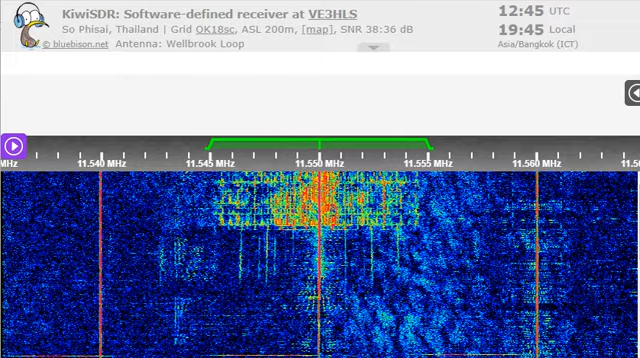 KiwiSDR: Software-defined receiver at VE3HLS
12:45 UTC
So Phisai, Thailand | Grid OK18sc, ASL 200m, [map], SNR 38:36 dB
19:45 Local
© bluebison.net Antenna: Wellbrook Loop
Asia/Bangkok (ICT)
MHz 11.540 MHz 11.545 MHz 11.550 MHz 11.555 MHz 11.560 MHz 11.56